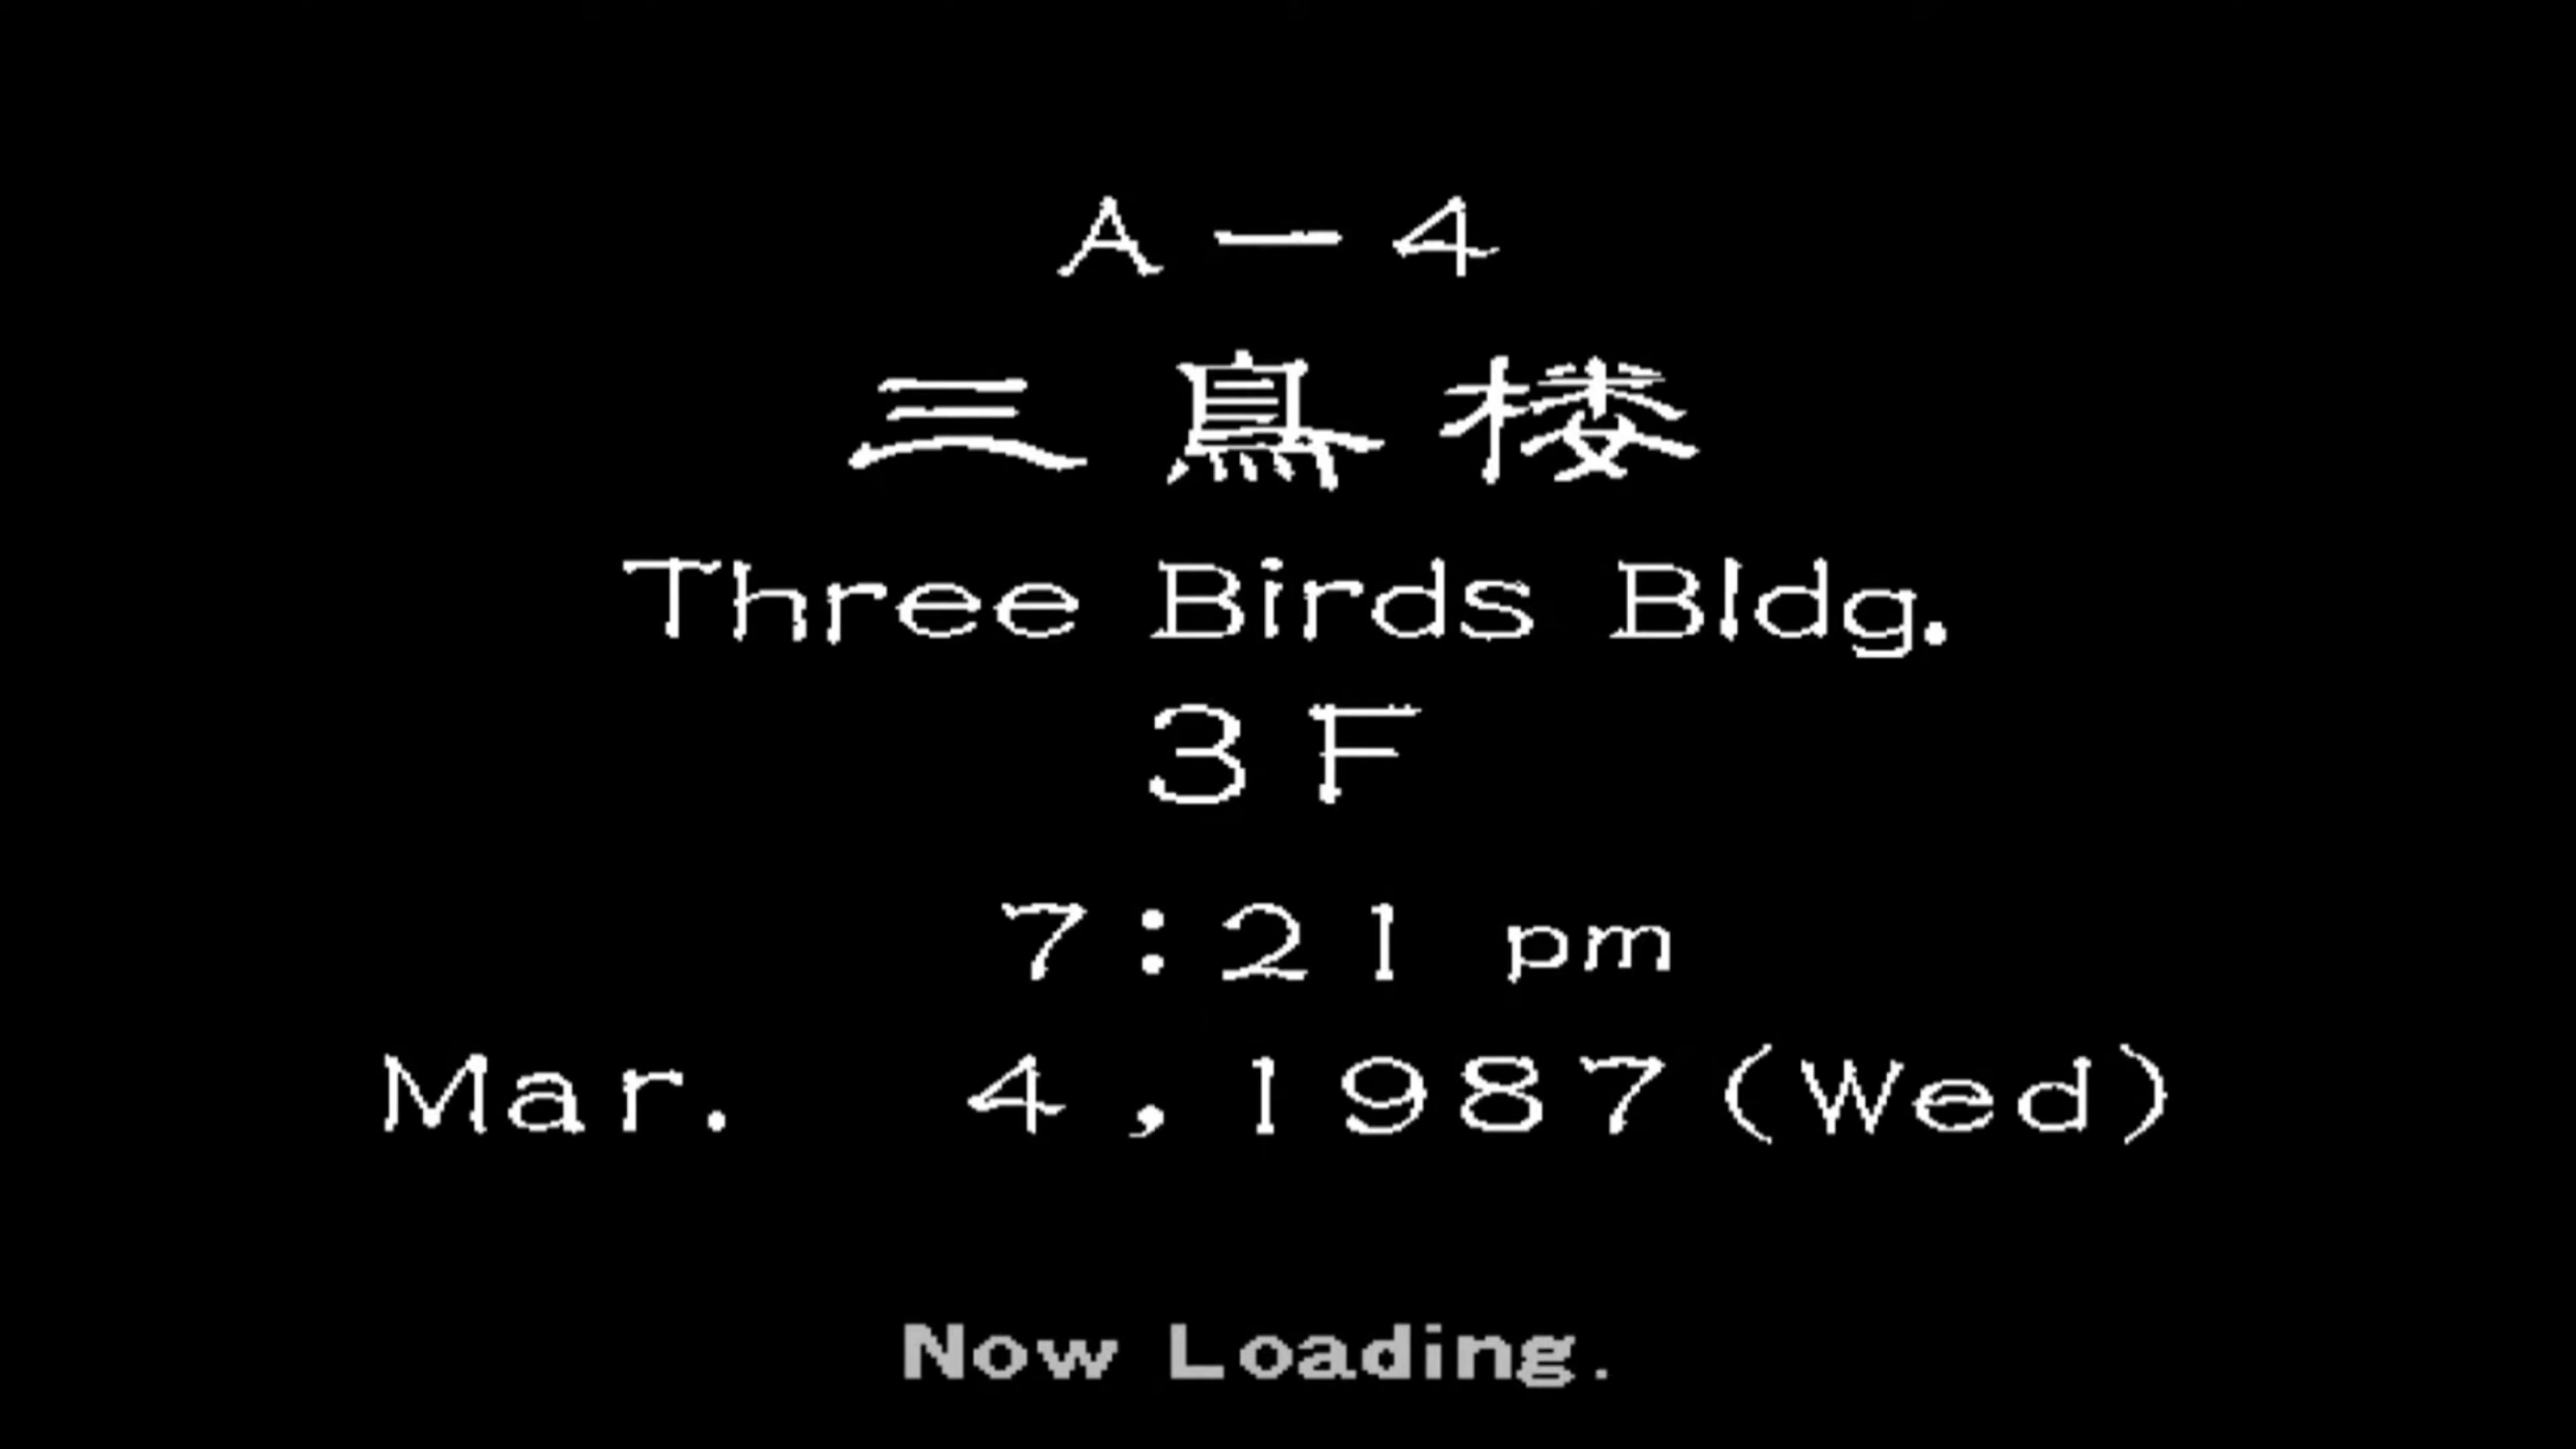 A-4
三鳥楼
Three Birds Bldg.
3F
7:21 pm
Mar. 4,1987(Wed)
Now Loading.